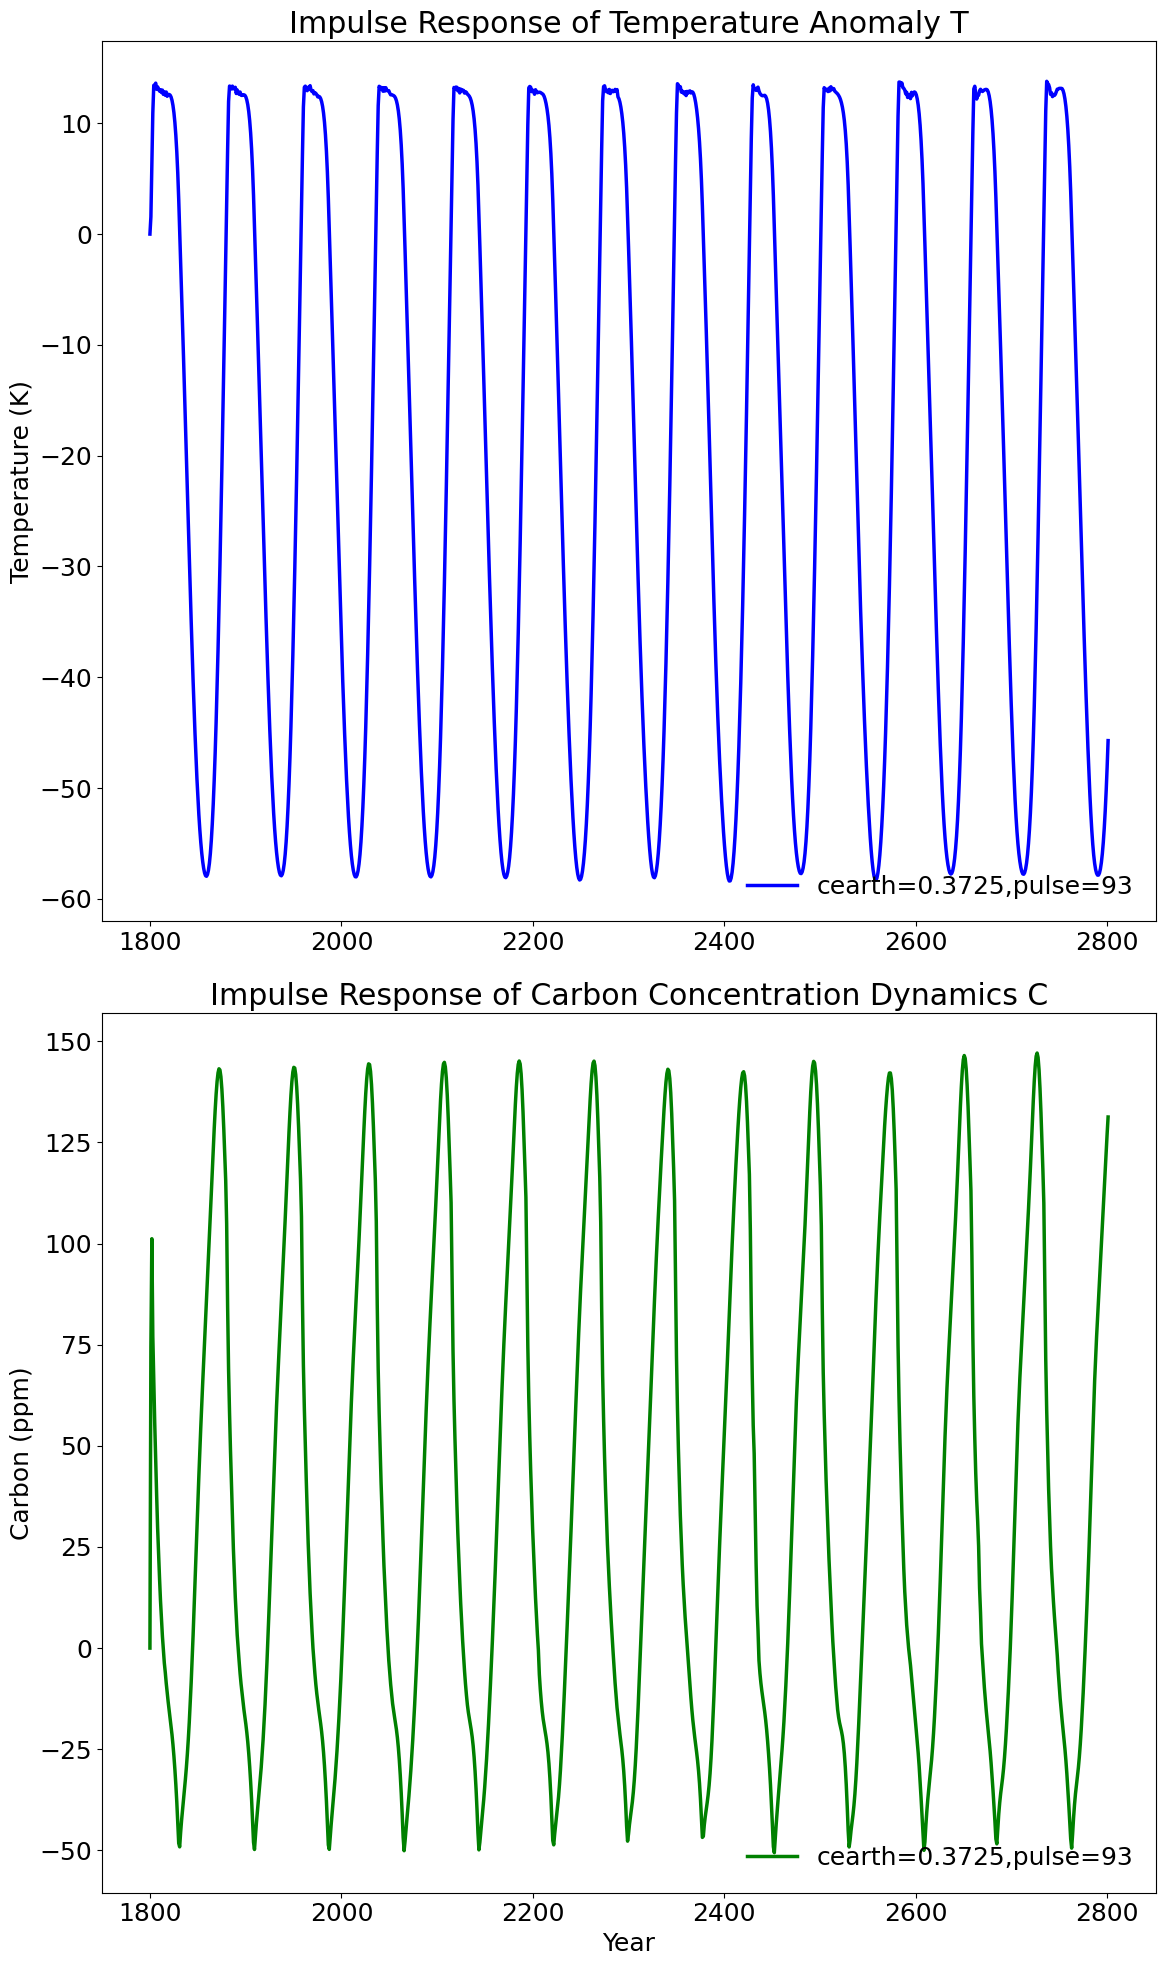 Impulse Response of Temperature Anomaly T
10
0
−10
−20
−30
−40
−50
−60
Temperature (K)
cearth=0.3725,pulse=93
1800 2000 2200 2400 2600 2800
Impulse Response of Carbon Concentration Dynamics C
150
125
100
75
50
25
0
−25
−50
Carbon (ppm)
cearth=0.3725,pulse=93
1800 2000 2200 2400 2600 2800
Year